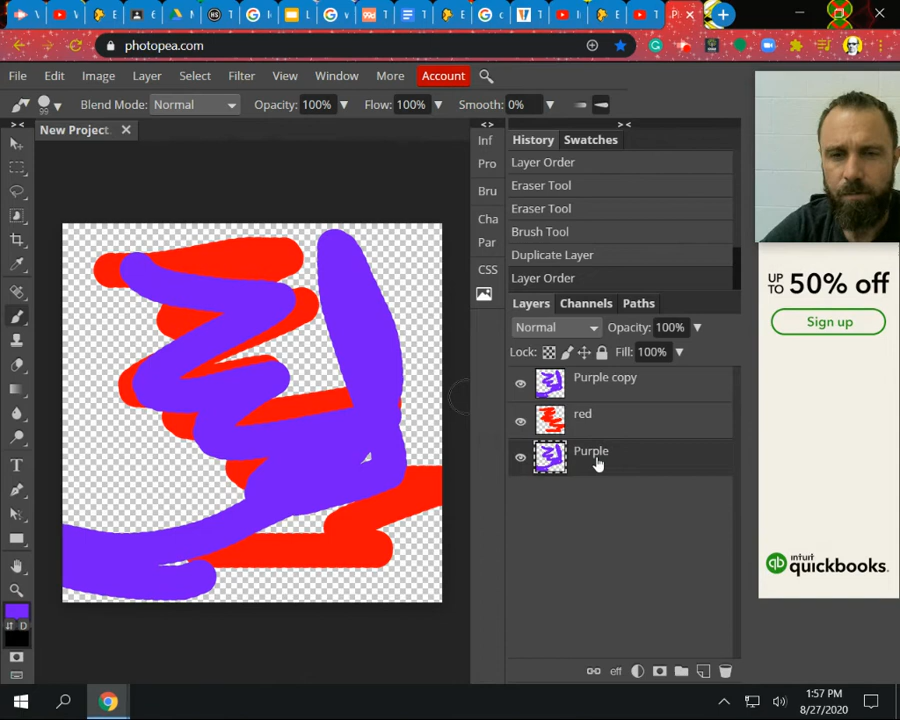 photopea.com
File Edit Image Layer Select Filter View Window More Account
Blend Mode: Normal Opacity: 100% Flow: 100% Smooth: 0%
New Project
Inf
Pro
Bru
Cha
Par
CSS
History Swatches
Layer Order
Eraser Tool
Eraser Tool
Brush Tool
Duplicate Layer
Layer Order
Layers Channels Paths
Normal Opacity: 100%
Lock: Fill: 100%
Purple copy
red
Purple
eff
D
UP TO 50% off
Sign up
intuit
quickbooks.
1:57 PM
8/27/2020